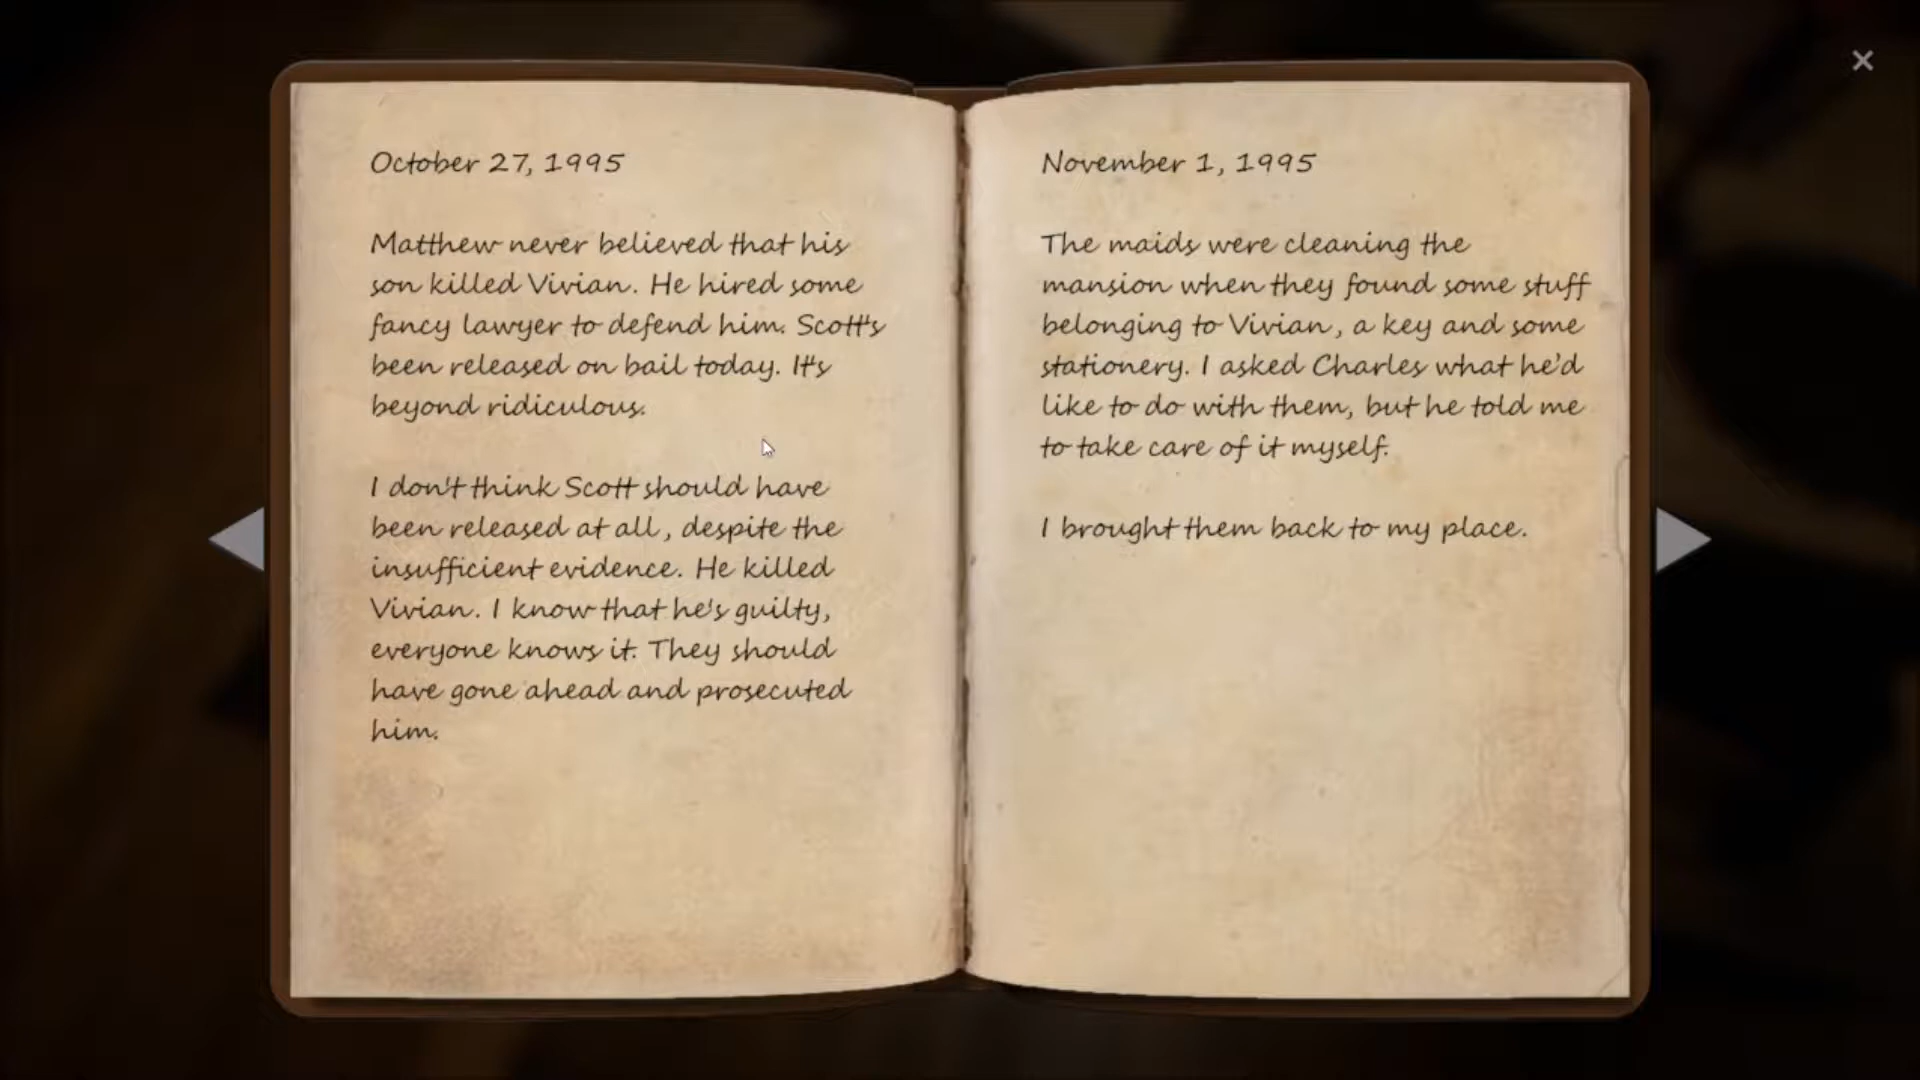 October 27, 1995
Matthew never believed that his
son killed Vivian. He hired some
fancy lawyer to defend him. Scott's
been released on bail today. It's
beyond ridiculous.
I don't think Scott should have
been released at all, despite the
insufficient evidence. He killed
Vivian. I know that he's guilty,
everyone knows it. They should
have gone ahead and prosecuted
him.
November 1, 1995
The maids were cleaning the
mansion when they found some stuff
belonging to Vivian, a key and some
stationery. I asked Charles what he'd
like to do with them, but he told me
to take care of it myself.
I brought them back to my place.